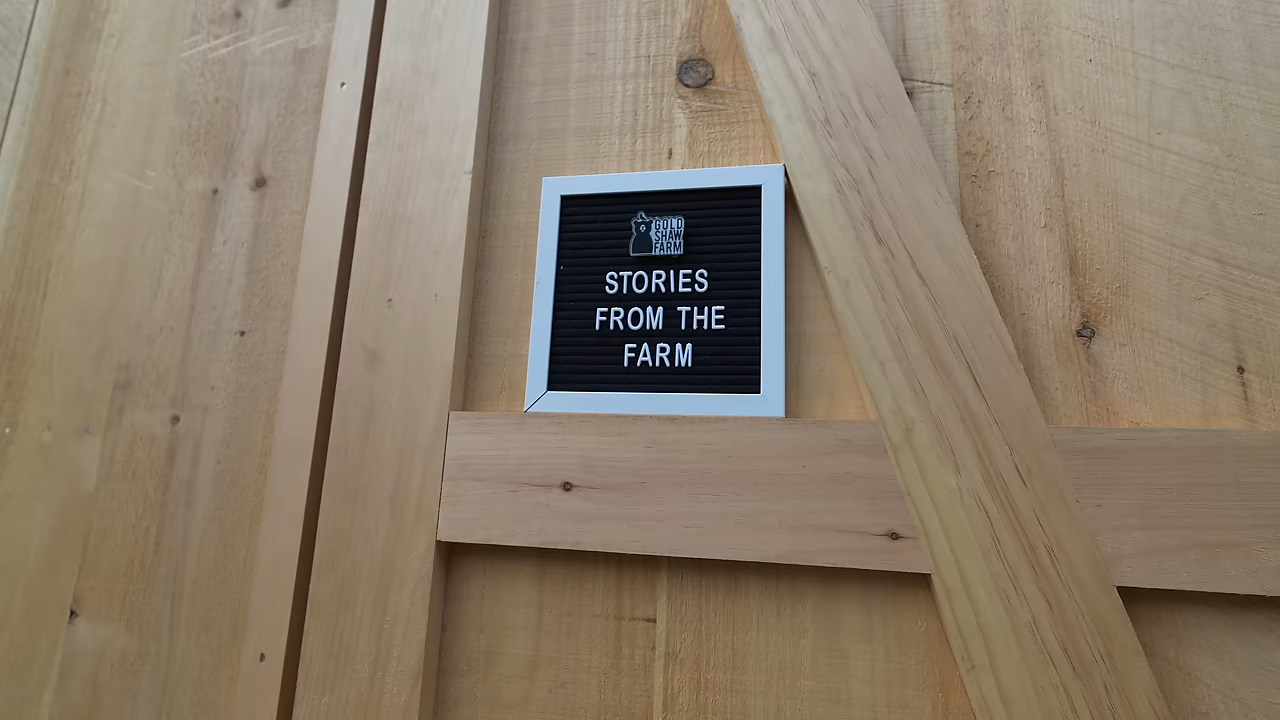 GOLD
SHAW
FARM
STORIES
FROM THE
FARM